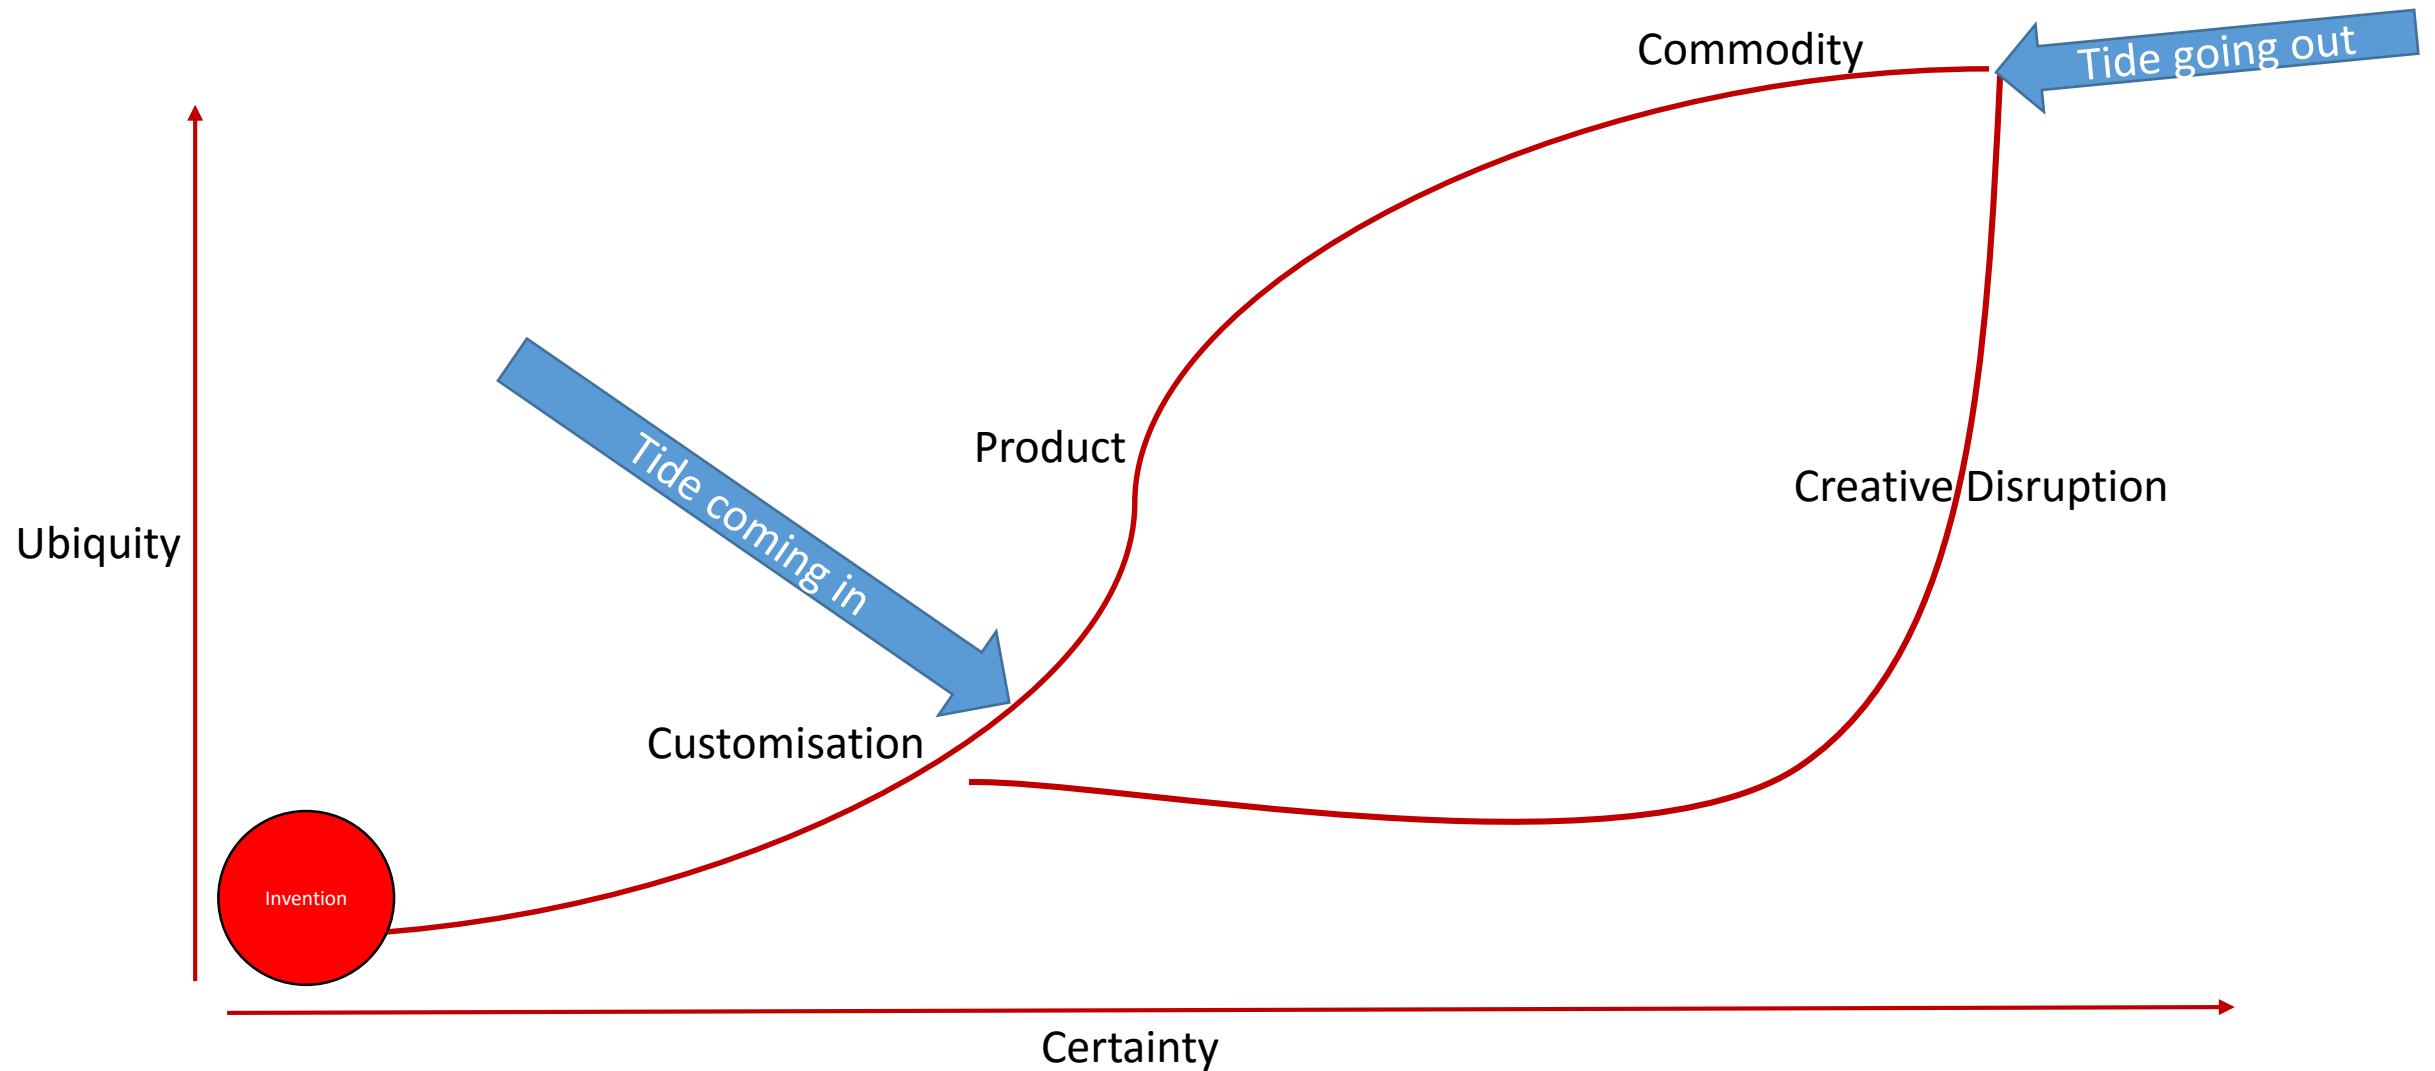 Commodity
Tide going out
Product
Tide coming in
Creative Disruption
Ubiquity
Customisation
Invention
Certainty